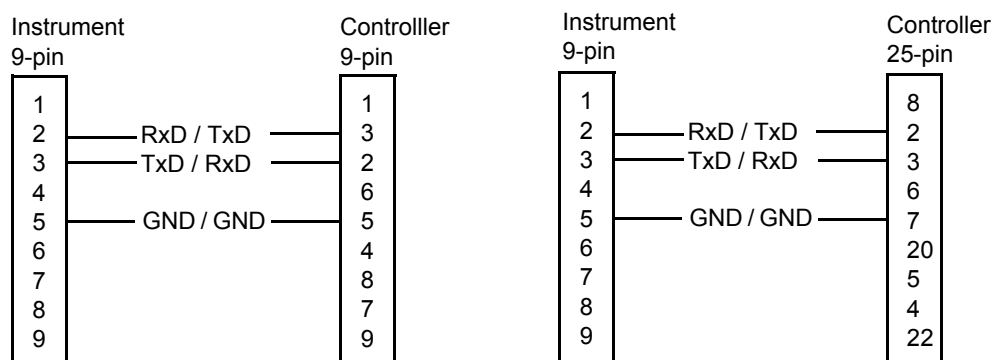 Instrument
9-pin
Controlller
9-pin
1 1
2 RxD / TxD 3
3 TxD / RxD 2
4 6
5 GND / GND 5
6 4
7 8
8 7
9 9
Instrument
9-pin
Controller
25-pin
1 8
2 RxD / TxD 2
3 TxD / RxD 3
4 6
5 GND / GND 7
6 20
7 5
8 4
9 22